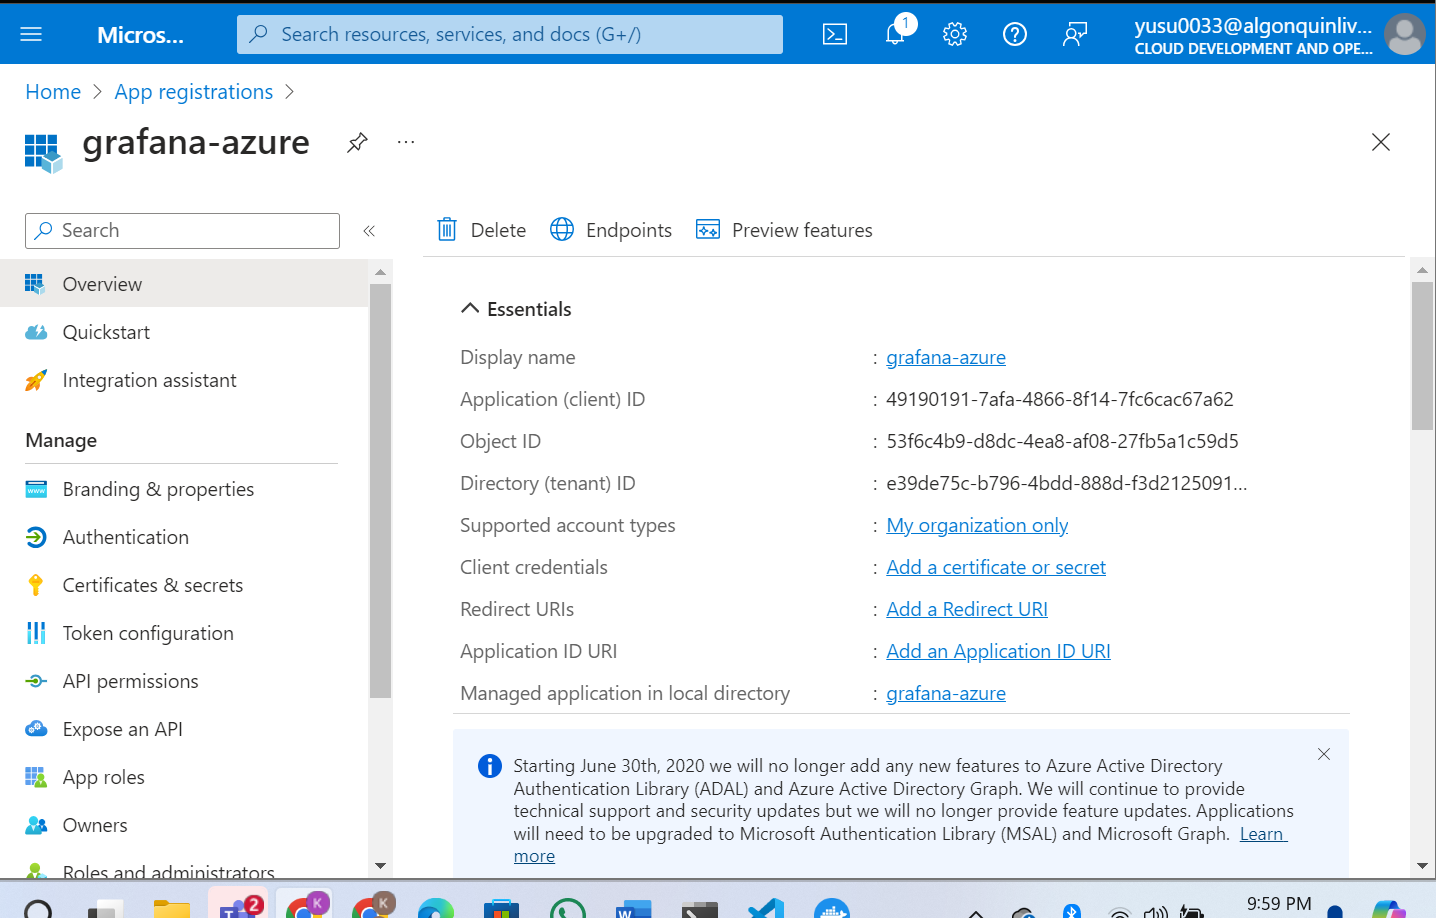 Micros...
Search resources, services, and docs (G+/)
1
yusu0033@algonquinliv...
CLOUD DEVELOPMENT AND OPE...
Home > App registrations >
grafana-azure
...
Search
«
Delete
Endpoints
Preview features
Overview
Quickstart
Integration assistant
Manage
Branding & properties
Authentication
Certificates & secrets
Token configuration
API permissions
Expose an API
App roles
Owners
Roles and administrators
Essentials
Display name : grafana-azure
Application (client) ID : 49190191-7afa-4866-8f14-7fc6cac67a62
Object ID : 53f6c4b9-d8dc-4ea8-af08-27fb5a1c59d5
Directory (tenant) ID : e39de75c-b796-4bdd-888d-f3d2125091...
Supported account types : My organization only
Client credentials : Add a certificate or secret
Redirect URIs : Add a Redirect URI
Application ID URI : Add an Application ID URI
Managed application in local directory : grafana-azure
Starting June 30th, 2020 we will no longer add any new features to Azure Active Directory
Authentication Library (ADAL) and Azure Active Directory Graph. We will continue to provide
technical support and security updates but we will no longer provide feature updates. Applications
will need to be upgraded to Microsoft Authentication Library (MSAL) and Microsoft Graph. Learn
more
2
K
K
9:59 PM